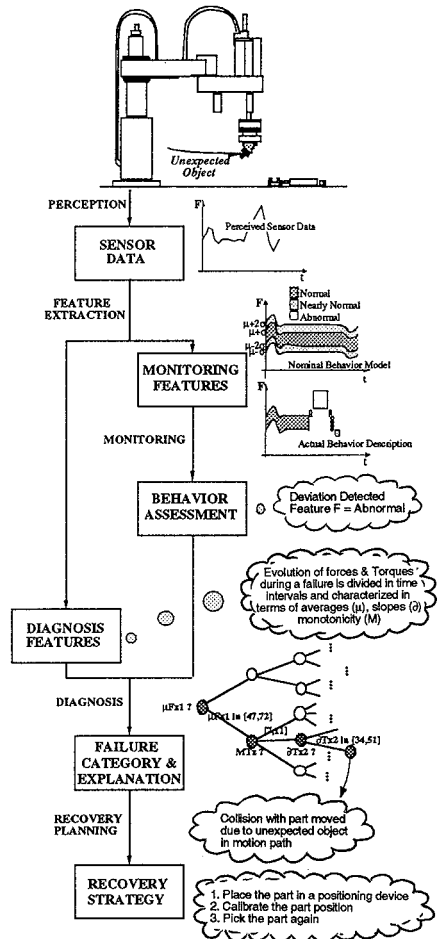 Unexpected
Object
PERCEPTION
SENSOR
DATA
F
Perceived Sensor Data
t
FEATURE
EXTRACTION
F
Normal
Nearly Normal
Abnormal
μ+2σ
μ+σ
μ-2σ
Nominal Behavior Model
t
MONITORING
FEATURES
F
Actual Behavior Description
t
MONITORING
BEHAVIOR
ASSESSMENT
Deviation Detected
Feature F = Abnormal
Evolution of forces & Torques
during a failure is divided in time
intervals and characterized in
terms of averages (μ), slopes (∂)
monotonicity (M)
DIAGNOSIS
FEATURES
DIAGNOSIS
μFx1 ?
μFx1 in [47,72]
MTz ?
∂Tx2 ?
∂Tx2 in [34,51]
FAILURE
CATEGORY &
EXPLANATION
Collision with part moved
due to unexpected object
in motion path
RECOVERY
PLANNING
RECOVERY
STRATEGY
1. Place the part in a positioning device
2. Calibrate the part position
3. Pick the part again